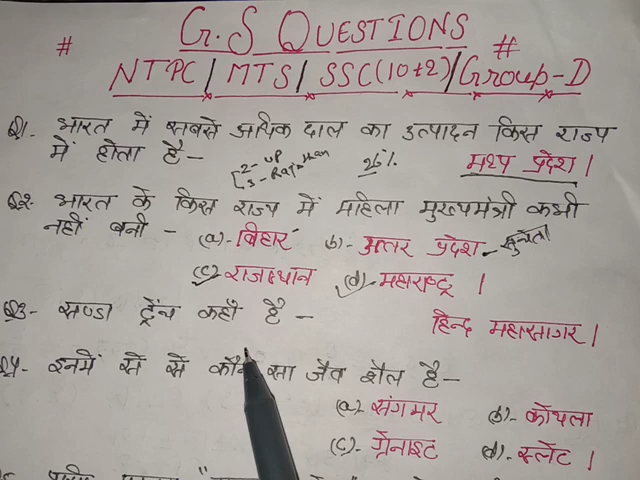 G.S QUESTIONS
# #
NTPC/MTS/SSC(10+2)/Group-D
Q1- भारत में सबसे अधिक दाल का उत्पादन किस राज्य
में होता है- [2-UP 26% मध्य प्रदेश।
3-Rajasthan
Q2- भारत के किस राज्य में महिला मुख्यमंत्री कभी
नहीं बनी - (a)-बिहार (b)- उत्तर प्रदेश-सुचेता
(c)-राजस्थान (d)-महाराष्ट्र।
Q3- सण्डा ट्रेंच कहाँ है - हिन्द महासागर।
Q4- इनमें से से कौन सा जैव शैल है-
(a)-संगमर (b)-कोयला
(c)-ग्रेनाइट (d)-स्लेट।